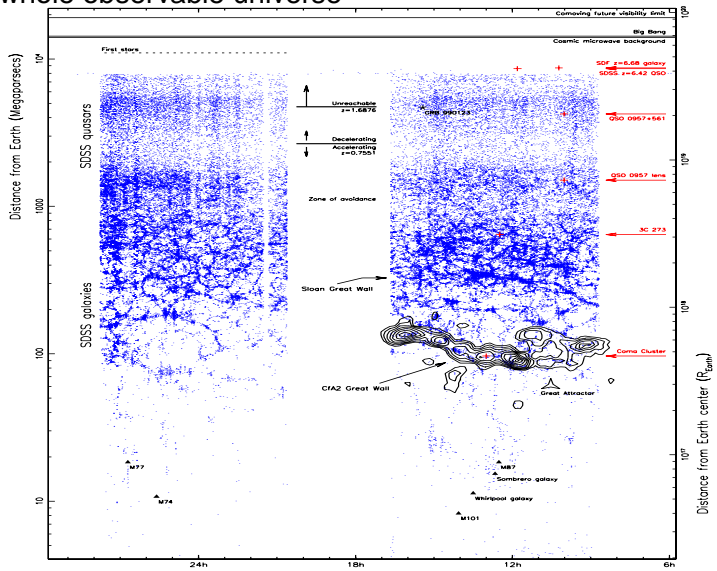 whole observable universe
Comoving future visibility limit
Big Bang
Cosmic microwave background
First stars
SDF z=6.68 galaxy
SDSS z=6.42 QSO
Unreachable
z=1.6876
GRB 990123
QSO 0957+561
Decelerating
Accelerating
z=0.7551
QSO 0957 lens
Zone of avoidance
3C 273
Sloan Great Wall
Coma Cluster
CfA2 Great Wall
Great Attractor
M77
M87
Sombrero galaxy
M74
Whirlpool galaxy
M101
SDSS quasars
SDSS galaxies
Distance from Earth (Megaparsecs)
10⁴
1000
100
10
Distance from Earth center (R_Earth)
10²⁰
10¹⁹
10¹⁸
10¹⁷
24h
18h
12h
6h